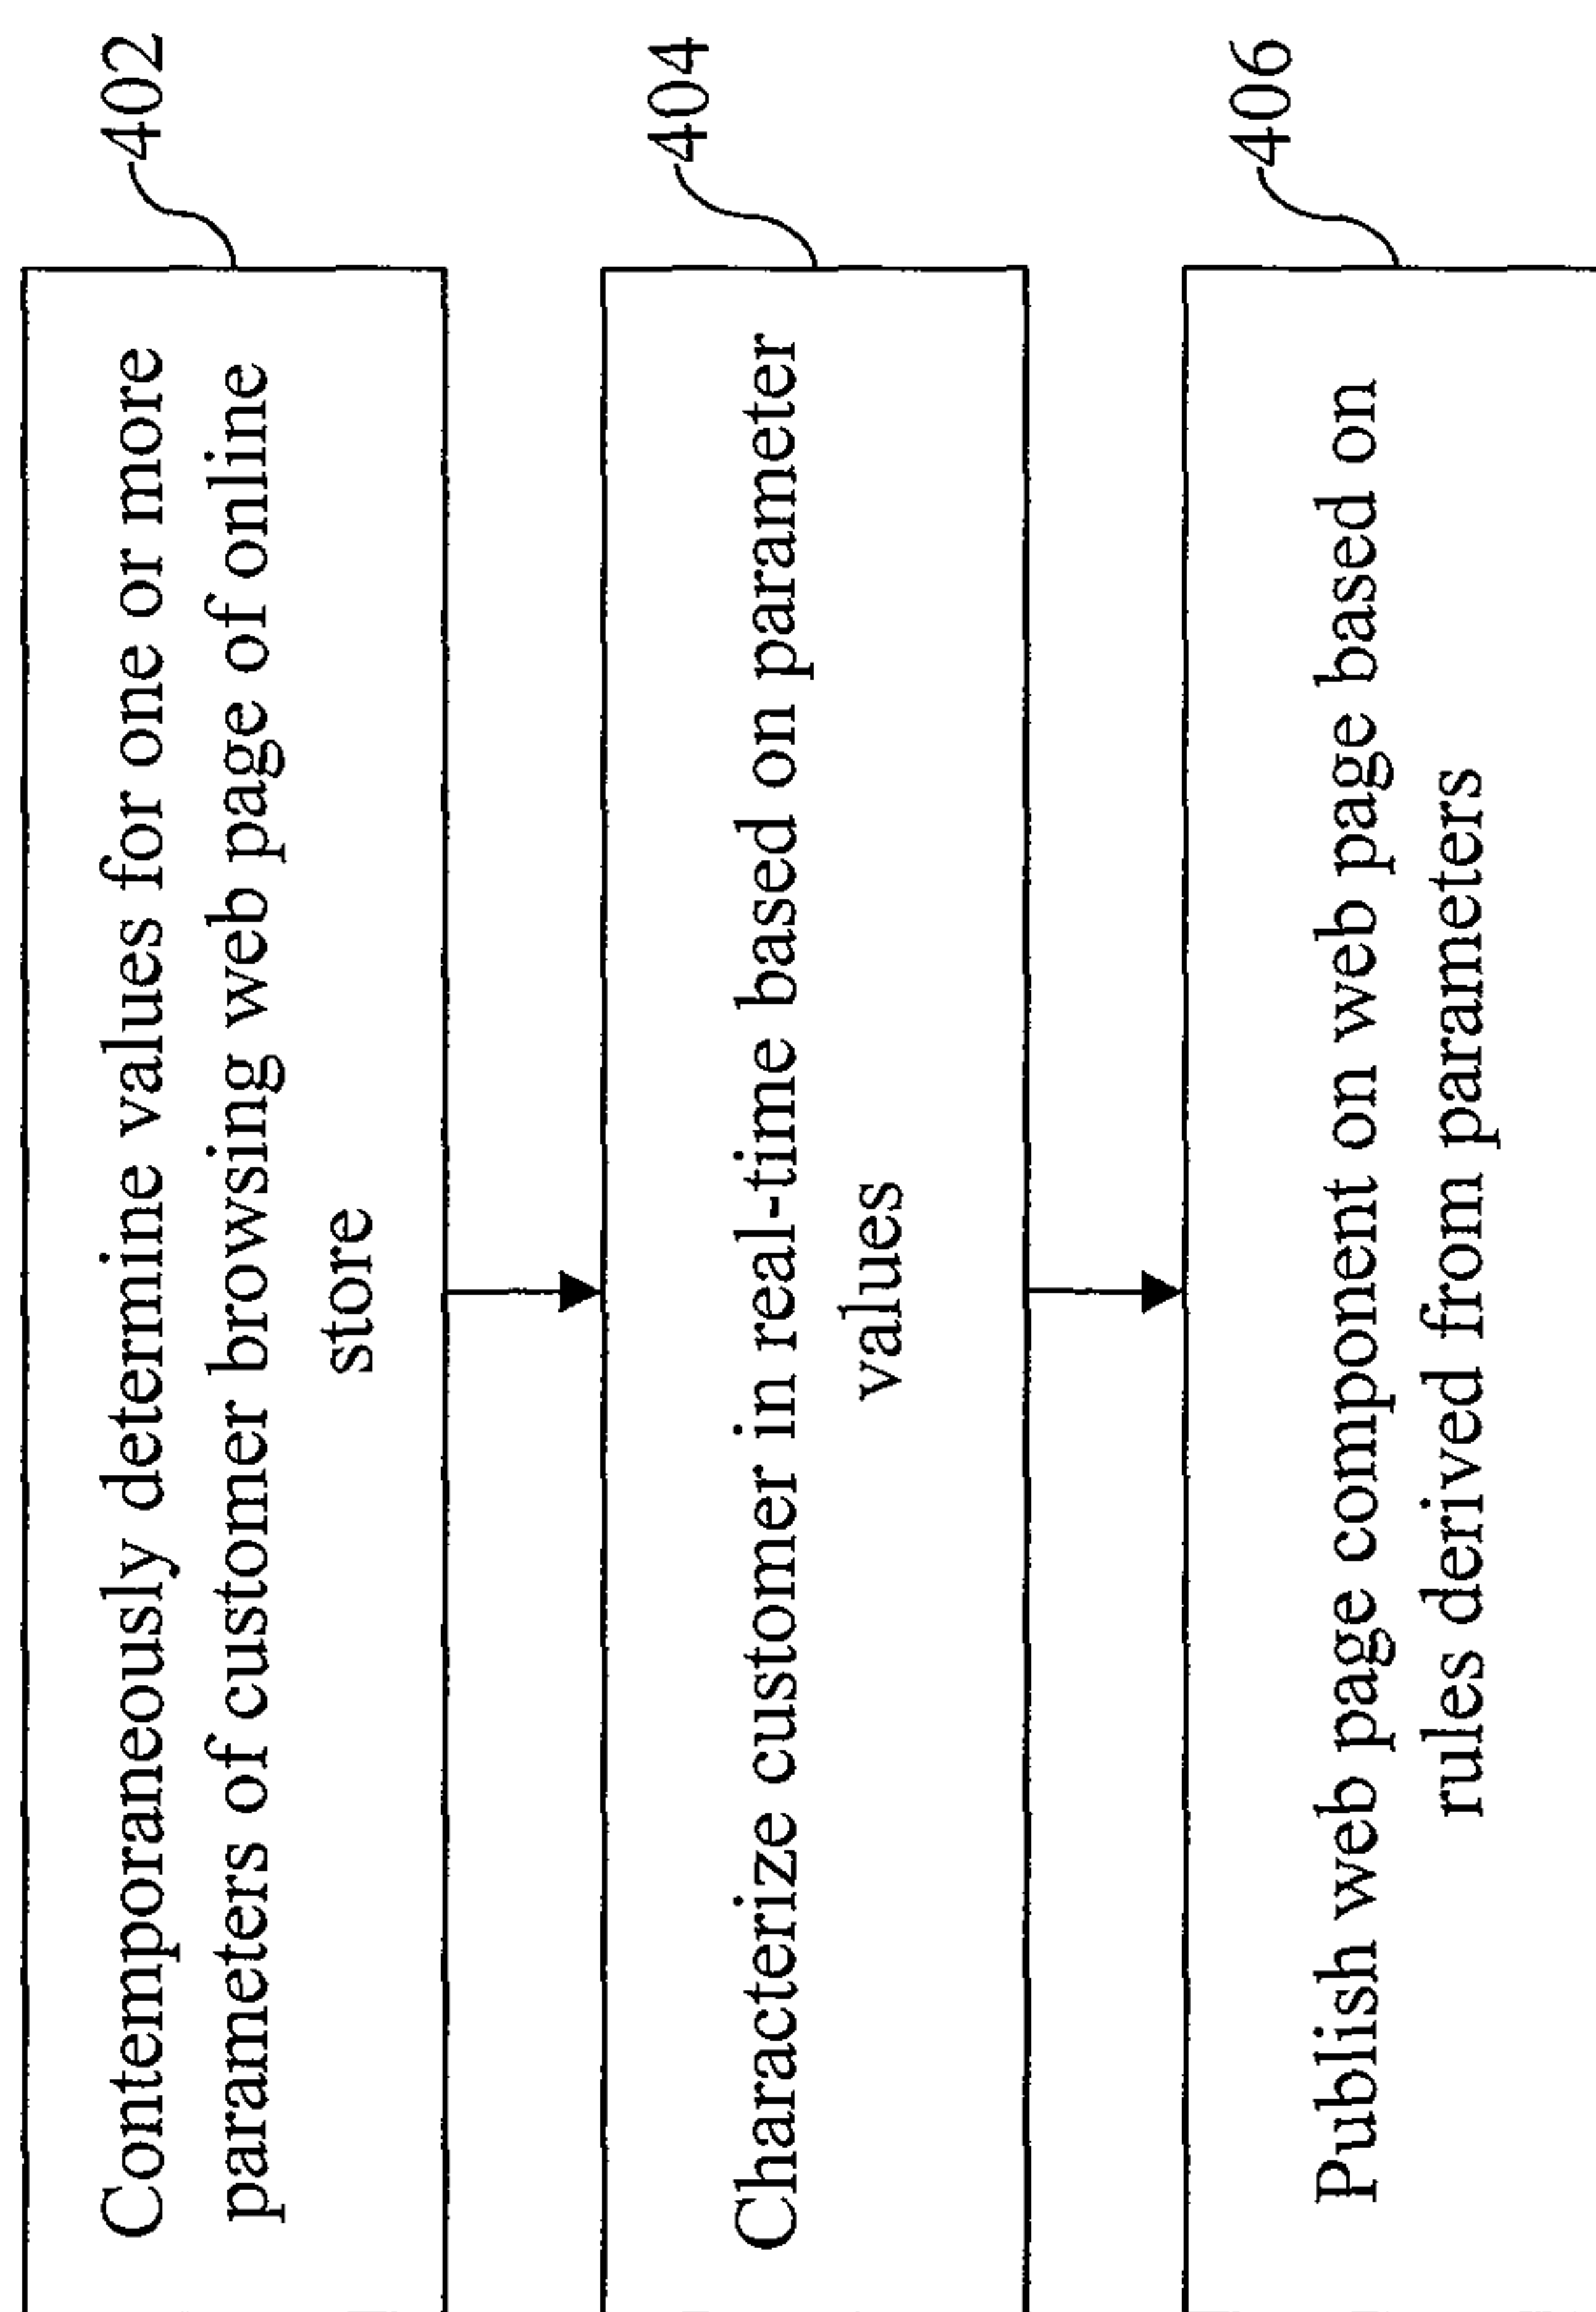 Contemporaneously determine values for one or more
parameters of customer browsing web page of online
store
402
Characterize customer in real-time based on parameter
values
404
Publish web page component on web page based on
rules derived from parameters
406